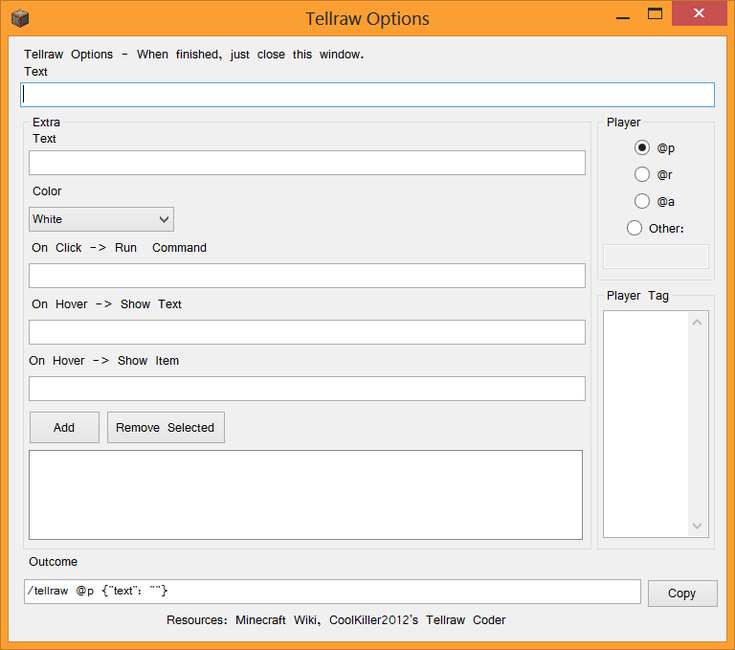 Tellraw Options
Tellraw Options - When finished, just close this window.
Text
Extra
Text
Color
White
On Click -> Run Command
On Hover -> Show Text
On Hover -> Show Item
Add
Remove Selected
Player
@p
@r
@a
Other:
Player Tag
Outcome
/tellraw @p {"text": ""}
Copy
Resources: Minecraft Wiki, CoolKiller2012's Tellraw Coder